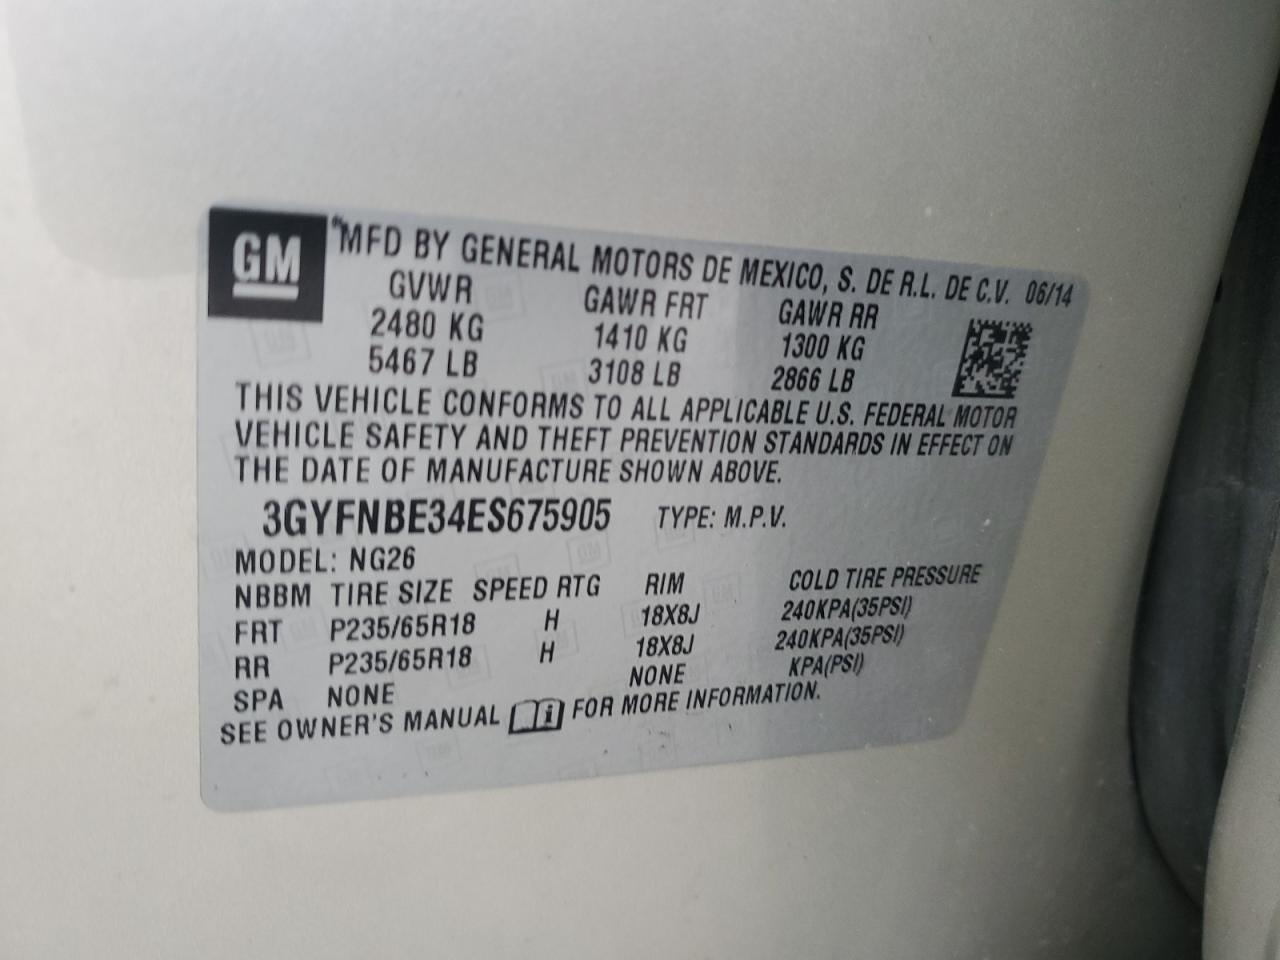 GM
MFD BY GENERAL MOTORS DE MEXICO, S. DE R.L. DE C.V. 06/14
GVWR GAWR FRT GAWR RR
2480 KG 1410 KG 1300 KG
5467 LB 3108 LB 2866 LB
THIS VEHICLE CONFORMS TO ALL APPLICABLE U.S. FEDERAL MOTOR
VEHICLE SAFETY AND THEFT PREVENTION STANDARDS IN EFFECT ON
THE DATE OF MANUFACTURE SHOWN ABOVE.
3GYFNBE34ES675905 TYPE: M.P.V.
MODEL: NG26
NBBM TIRE SIZE SPEED RTG RIM COLD TIRE PRESSURE
FRT P235/65R18 H 18X8J 240KPA(35PSI)
RR P235/65R18 H 18X8J 240KPA(35PSI)
SPA NONE NONE KPA(PSI)
SEE OWNER'S MANUAL i FOR MORE INFORMATION.